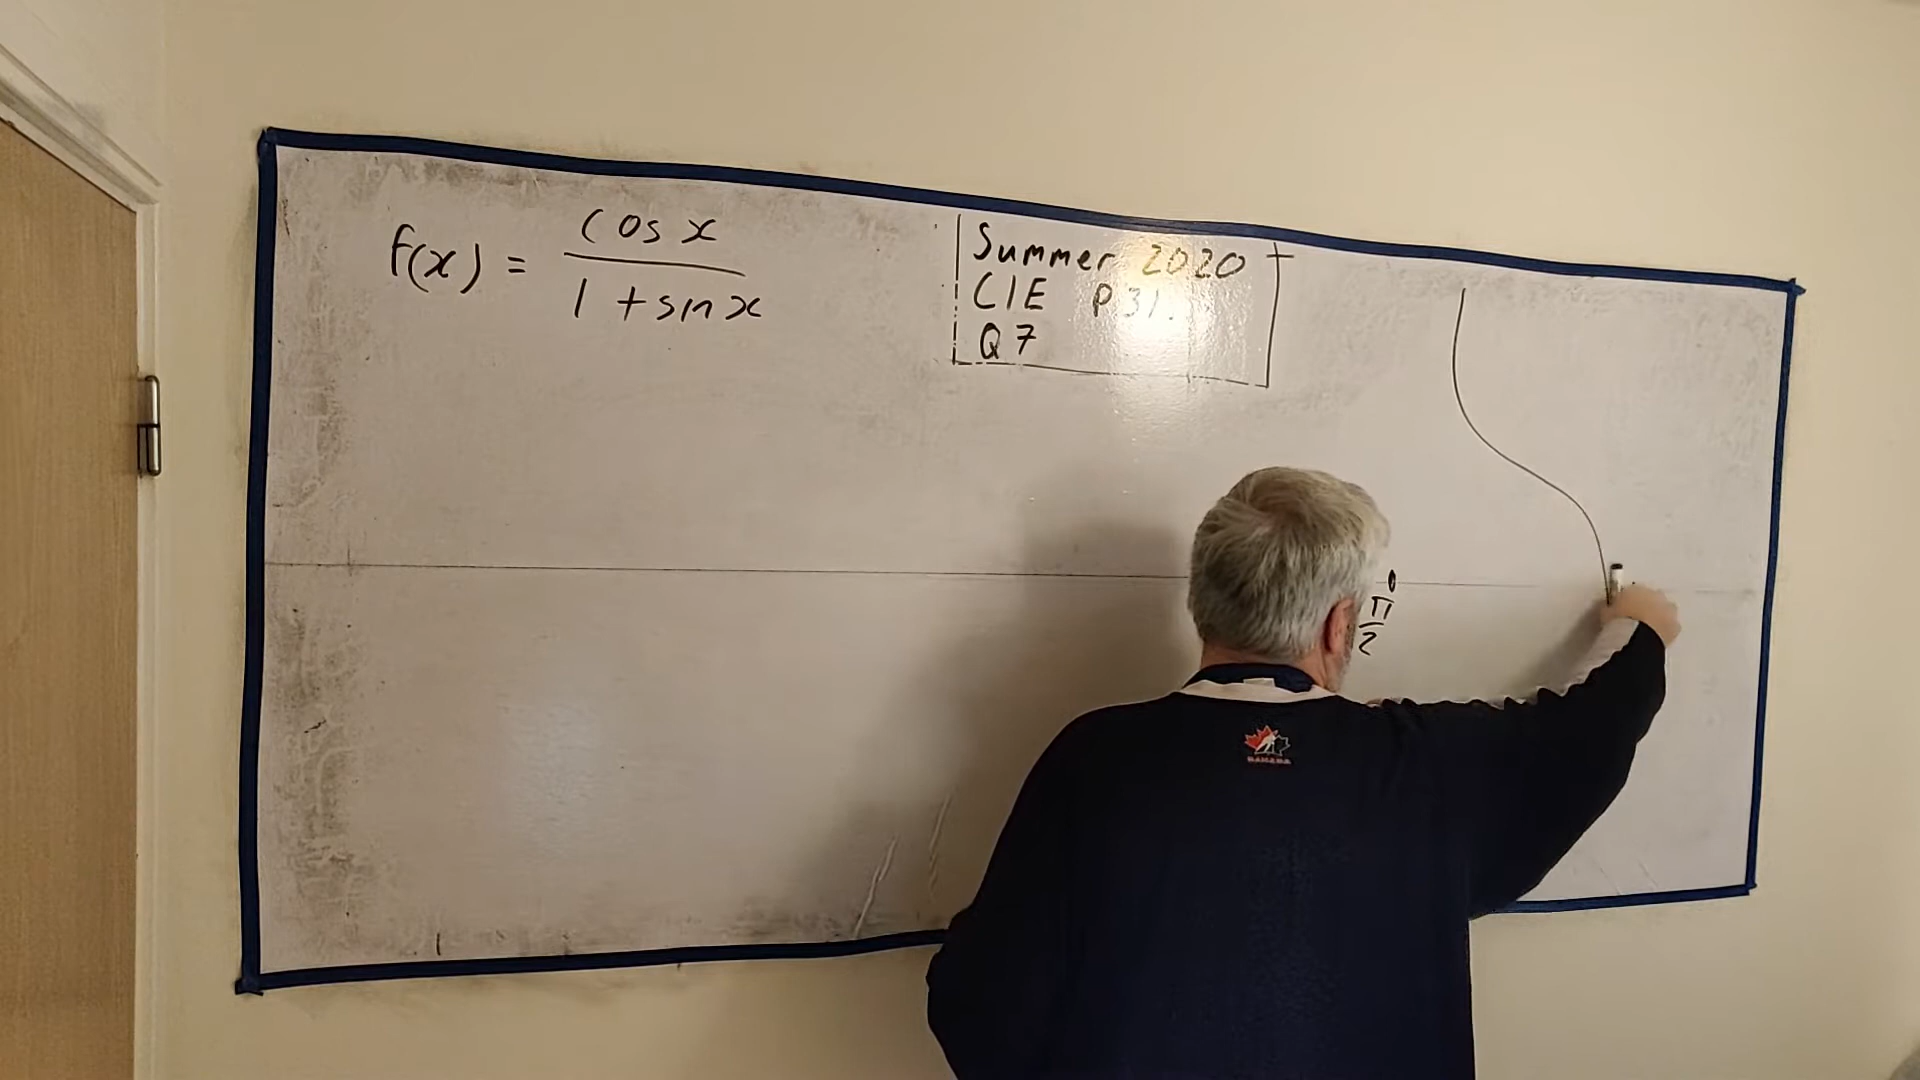 f(x) = cos x / 1 + sin x
Summer 2020
CIE P31.
Q7
π/2